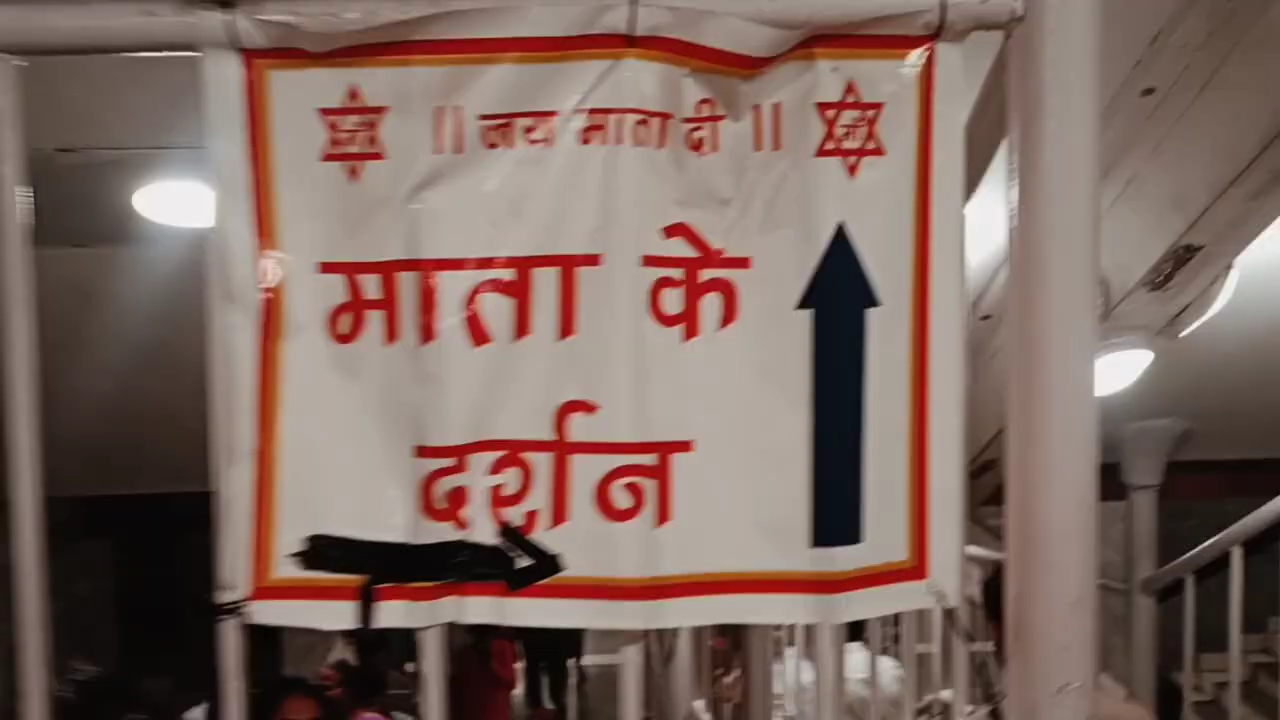 || जय माता दी ||
माता के
दर्शन